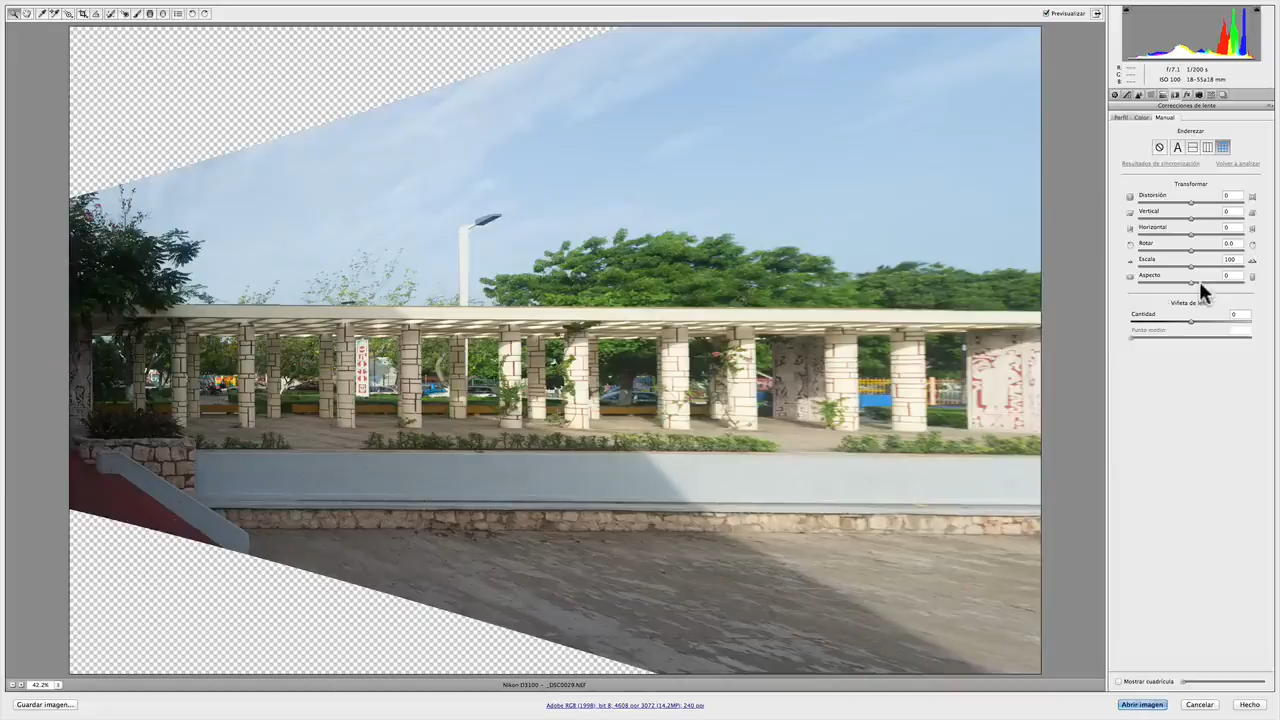 Previsualizar
R: ---
G: ---
B: ---
f/7.1 1/200 s
ISO 100 18-55a18 mm
Correcciones de lente
Perfil Color Manual
Enderezar
A
Resultados de sincronización Volver a analizar
Transformar
Distorsión 0
Vertical 0
Horizontal 0
Rotar 0.0
Escala 100
Aspecto 0
Viñeta de
Cantidad 0
Punto medio
Mostrar cuadrícula
42.2%
Nikon D3100 - _DSC0029.NEF
Guardar imagen...
Adobe RGB (1998); bit 8; 4608 por 3072 (14,2MP); 240 ppi
Abrir imagen Cancelar Hecho